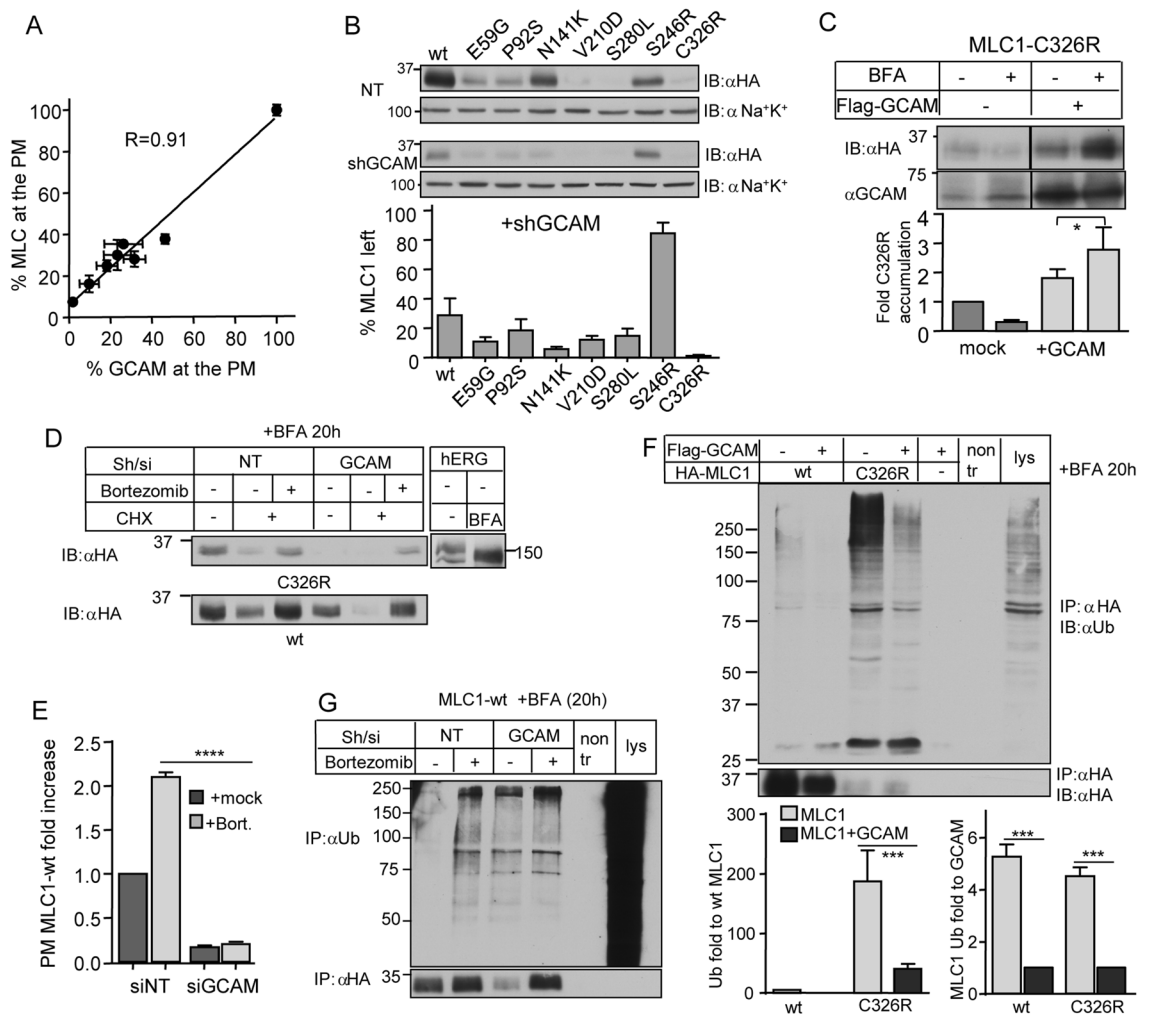 A
% MLC at the PM
100
80
60
40
20
0
R=0.91
0 20 40 60 80 100
% GCAM at the PM
B
wt E59G P92S N141K V210D S280L S246R C326R
NT
37
IB:αHA
100
IB:α Na+K+
shGCAM
37
IB:αHA
100
IB: αNa+K+
+shGCAM
% MLC1 left
100
80
60
40
20
0
wt E59G P92S N141K V210D S280L S246R C326R
C
MLC1-C326R
BFA - + - +
Flag-GCAM - +
IB:αHA
37
αGCAM
75
Fold C326R
accumulation
4
3
2
1
0
*
mock +GCAM
D
+BFA 20h
Sh/si NT GCAM hERG
Bortezomib - - + - - + - -
CHX - + - + - BFA
IB:αHA
37
150
C326R
IB:αHA
37
wt
E
PM MLC1-wt fold increase
2.5
2.0
1.5
1.0
0.5
0.0
****
+mock
+Bort.
siNT siGCAM
F
Flag-GCAM - + - + + non lys
HA-MLC1 wt C326R - tr
+BFA 20h
250
150
100
75
50
37
25
IP:αHA
IB:αUb
37
IP:αHA
IB:αHA
Ub fold to wt MLC1
300
200
100
0
MLC1
MLC1+GCAM
***
wt C326R
MLC1 Ub fold to GCAM
6
4
2
0
***
***
wt C326R
G
MLC1-wt +BFA (20h)
Sh/si NT GCAM non lys
Bortezomib - + - + tr
IP:αUb
250
150
100
75
50
IP:αHA
35